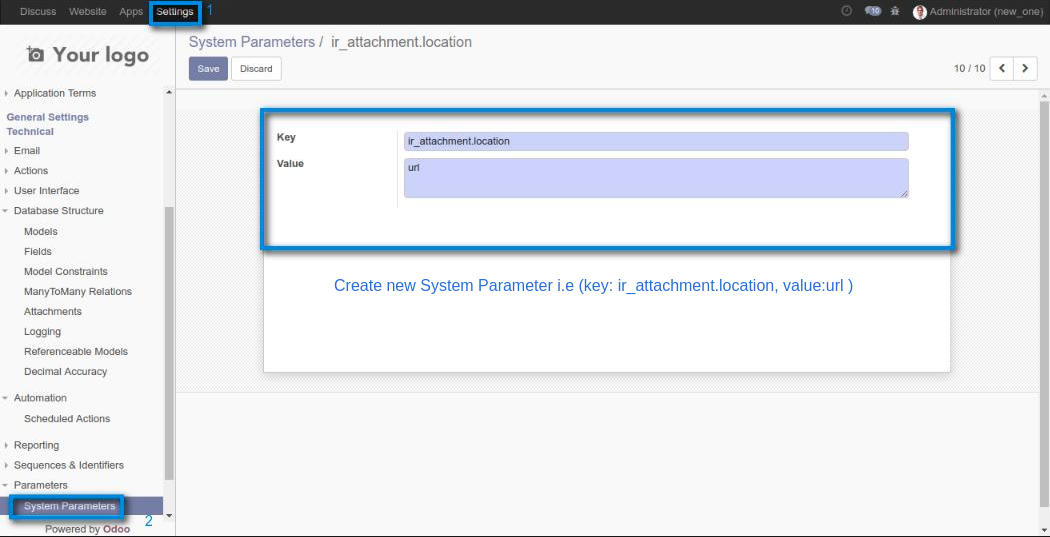 Discuss Website Apps Settings 1
10 Administrator (new_one)
Your logo
System Parameters / ir_attachment.location
Save Discard
10 / 10
Application Terms
General Settings
Technical
Email
Actions
User Interface
Database Structure
Models
Fields
Model Constraints
ManyToMany Relations
Attachments
Logging
Referenceable Models
Decimal Accuracy
Automation
Scheduled Actions
Reporting
Sequences & Identifiers
Parameters
System Parameters
2
Powered by Odoo
Key ir_attachment.location
Value url
Create new System Parameter i.e (key: ir_attachment.location, value:url )